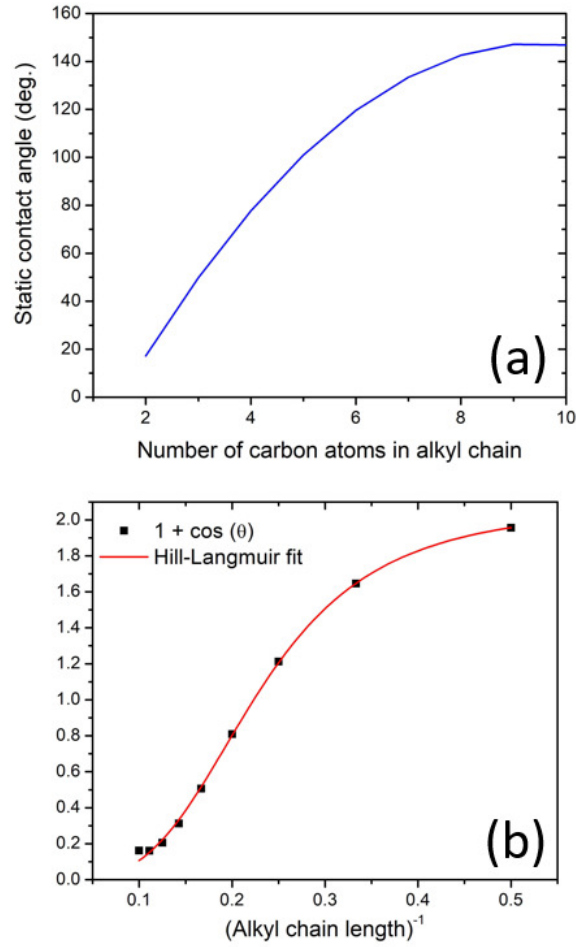 160
140
120
100
80
60
40
20
0
Static contact angle (deg.)
(a)
2 4 6 8 10
Number of carbon atoms in alkyl chain
2.0
1.8
1.6
1.4
1.2
1.0
0.8
0.6
0.4
0.2
0.0
1 + cos (θ)
Hill-Langmuir fit
(b)
0.1 0.2 0.3 0.4 0.5
(Alkyl chain length)⁻¹